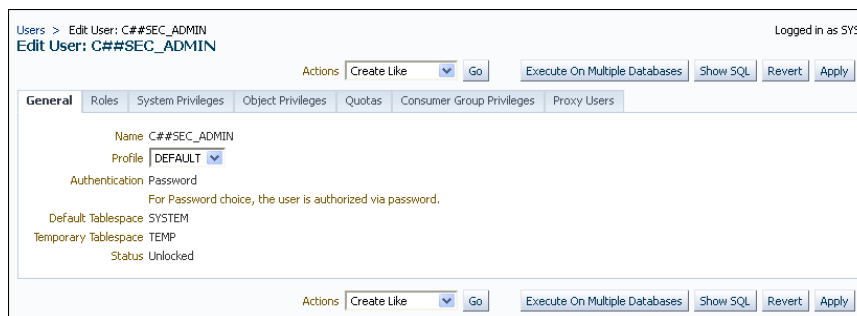 Users > Edit User: C##SEC_ADMIN
Logged in as SYS
Edit User: C##SEC_ADMIN
Actions Create Like Go Execute On Multiple Databases Show SQL Revert Apply
General Roles System Privileges Object Privileges Quotas Consumer Group Privileges Proxy Users
Name C##SEC_ADMIN
Profile DEFAULT
Authentication Password
For Password choice, the user is authorized via password.
Default Tablespace SYSTEM
Temporary Tablespace TEMP
Status Unlocked
Actions Create Like Go Execute On Multiple Databases Show SQL Revert Apply